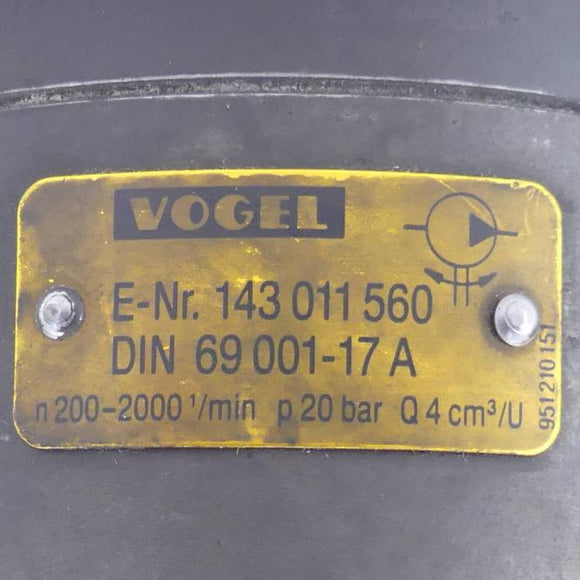 VOGEL
E-Nr. 143 011 560
DIN 69 001-17 A
n 200-2000 ¹/min p 20 bar Q 4 cm³/U
951 210 151